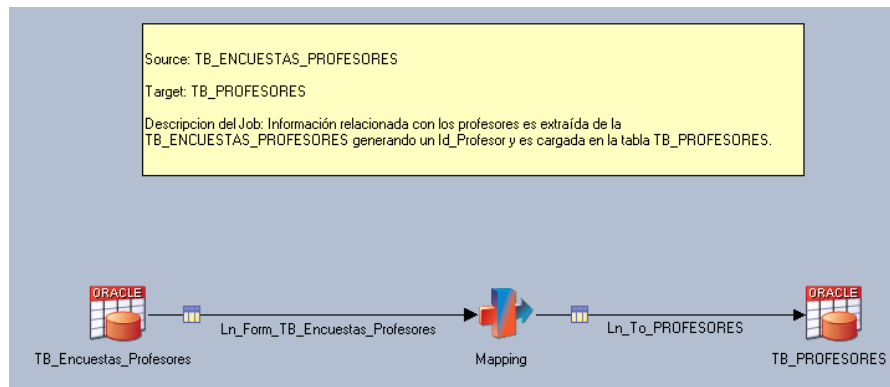 Source: TB_ENCUESTAS_PROFESORES
Target: TB_PROFESORES
Descripcion del Job: Información relacionada con los profesores es extraída de la
TB_ENCUESTAS_PROFESORES generando un Id_Profesor y es cargada en la tabla TB_PROFESORES.
ORACLE
ORACLE
Ln_Form_TB_Encuestas_Profesores
Ln_To_PROFESORES
TB_Encuestas_Profesores
Mapping
TB_PROFESORES